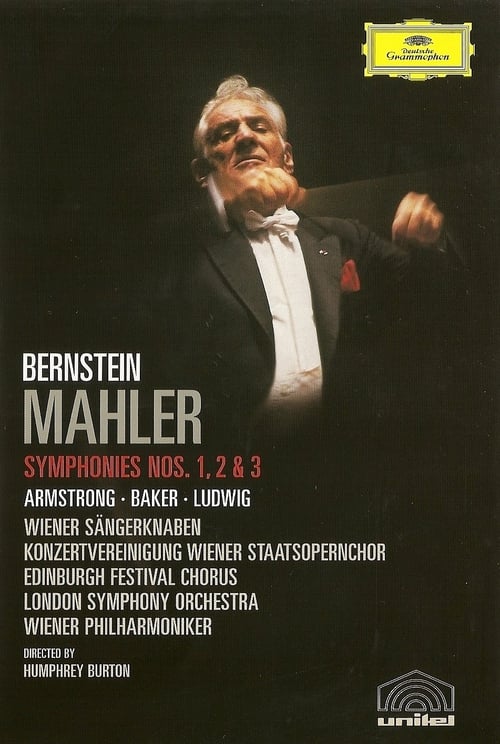 Deutsche
Grammophon
BERNSTEIN
MAHLER
SYMPHONIES NOS. 1, 2 & 3
ARMSTRONG · BAKER · LUDWIG
WIENER SÄNGERKNABEN
KONZERTVEREINIGUNG WIENER STAATSOPERNCHOR
EDINBURGH FESTIVAL CHORUS
LONDON SYMPHONY ORCHESTRA
WIENER PHILHARMONIKER
DIRECTED BY
HUMPHREY BURTON
unitel